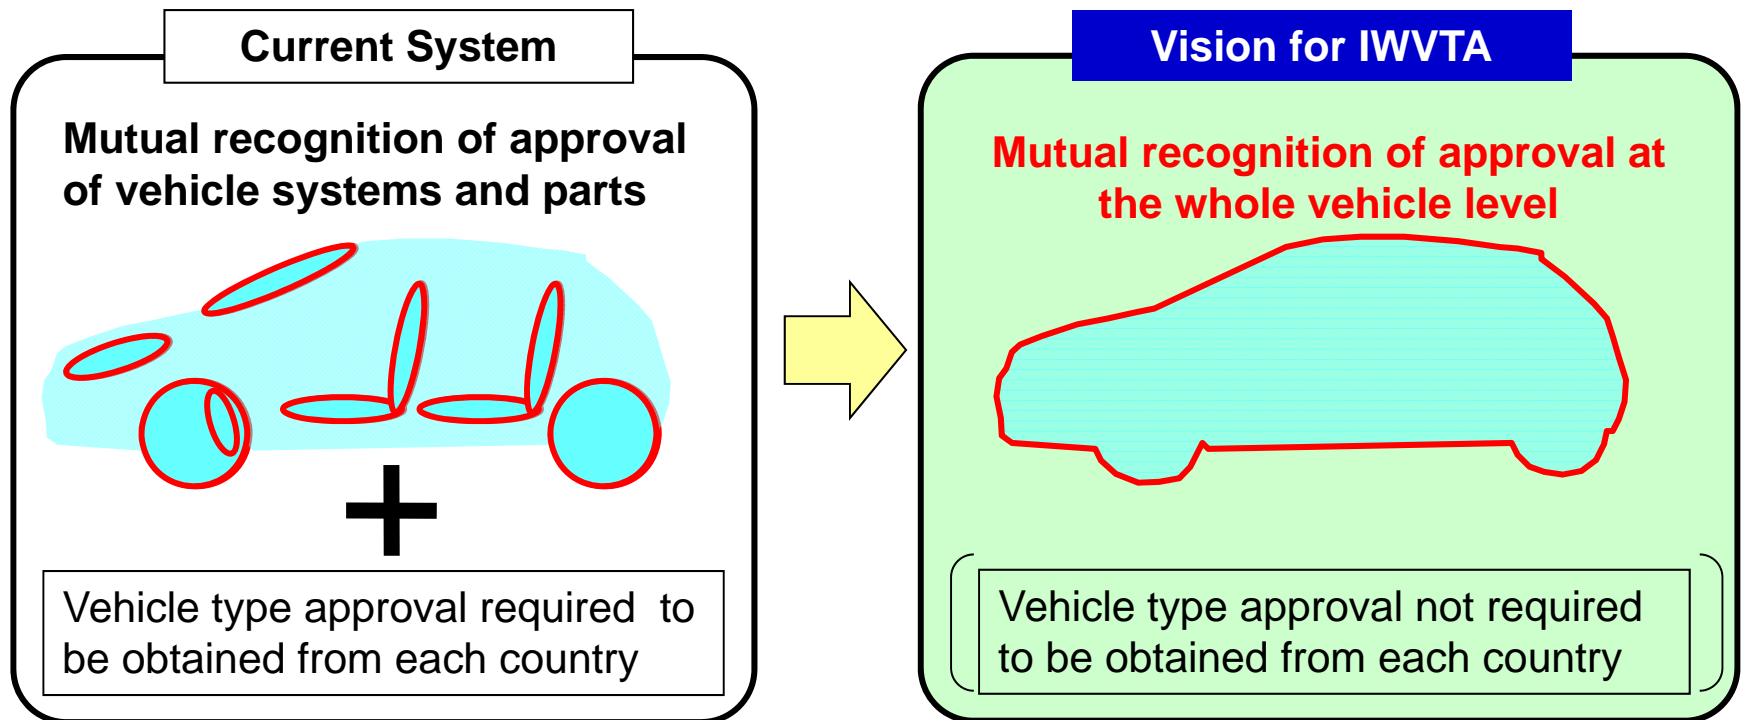 Current System
Mutual recognition of approval
of vehicle systems and parts
Vehicle type approval required to
be obtained from each country
Vision for IWVTA
Mutual recognition of approval at
the whole vehicle level
Vehicle type approval not required
to be obtained from each country